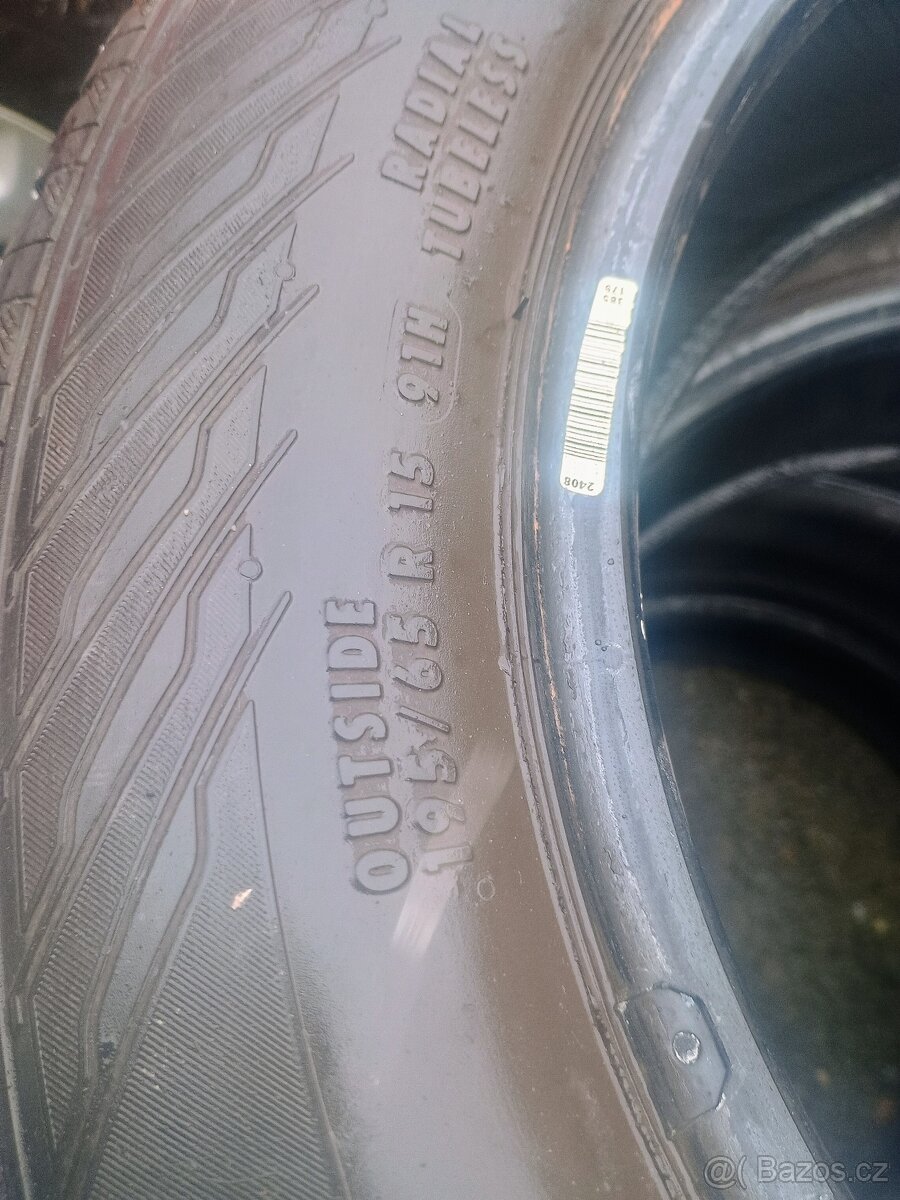 RADIAL
TUBELESS
OUTSIDE
195/65 R 15 91H
2408
@( Bazos.cz